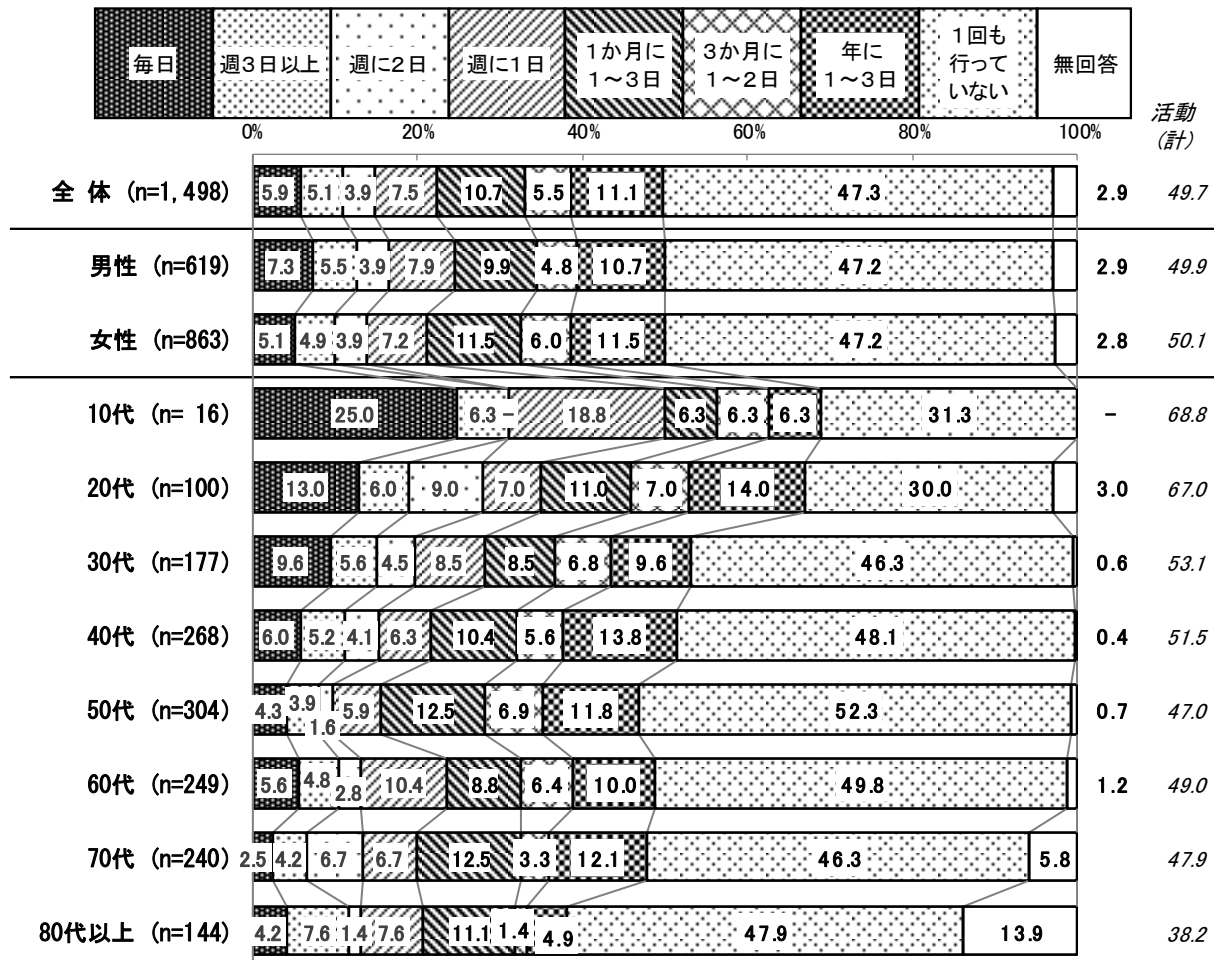 毎日 週3日以上 週に2日 週に1日 1か月に 1～3日 3か月に 1～2日 年に 1～3日 1回も 行って いない 無回答
活動
(計)
0% 20% 40% 60% 80% 100%
全 体 (n=1,498) 5.9 5.1 3.9 7.5 10.7 5.5 11.1 47.3 2.9 49.7
男性 (n=619) 7.3 5.5 3.9 7.9 9.9 4.8 10.7 47.2 2.9 49.9
女性 (n=863) 5.1 4.9 3.9 7.2 11.5 6.0 11.5 47.2 2.8 50.1
10代 (n= 16) 25.0 6.3 － 18.8 6.3 6.3 6.3 31.3 － 68.8
20代 (n=100) 13.0 6.0 9.0 7.0 11.0 7.0 14.0 30.0 3.0 67.0
30代 (n=177) 9.6 5.6 4.5 8.5 8.5 6.8 9.6 46.3 0.6 53.1
40代 (n=268) 6.0 5.2 4.1 6.3 10.4 5.6 13.8 48.1 0.4 51.5
50代 (n=304) 4.3 3.9 1.6 5.9 12.5 6.9 11.8 52.3 0.7 47.0
60代 (n=249) 5.6 4.8 2.8 10.4 8.8 6.4 10.0 49.8 1.2 49.0
70代 (n=240) 2.5 4.2 6.7 6.7 12.5 3.3 12.1 46.3 5.8 47.9
80代以上 (n=144) 4.2 7.6 1.4 7.6 11.1 1.4 4.9 47.9 13.9 38.2